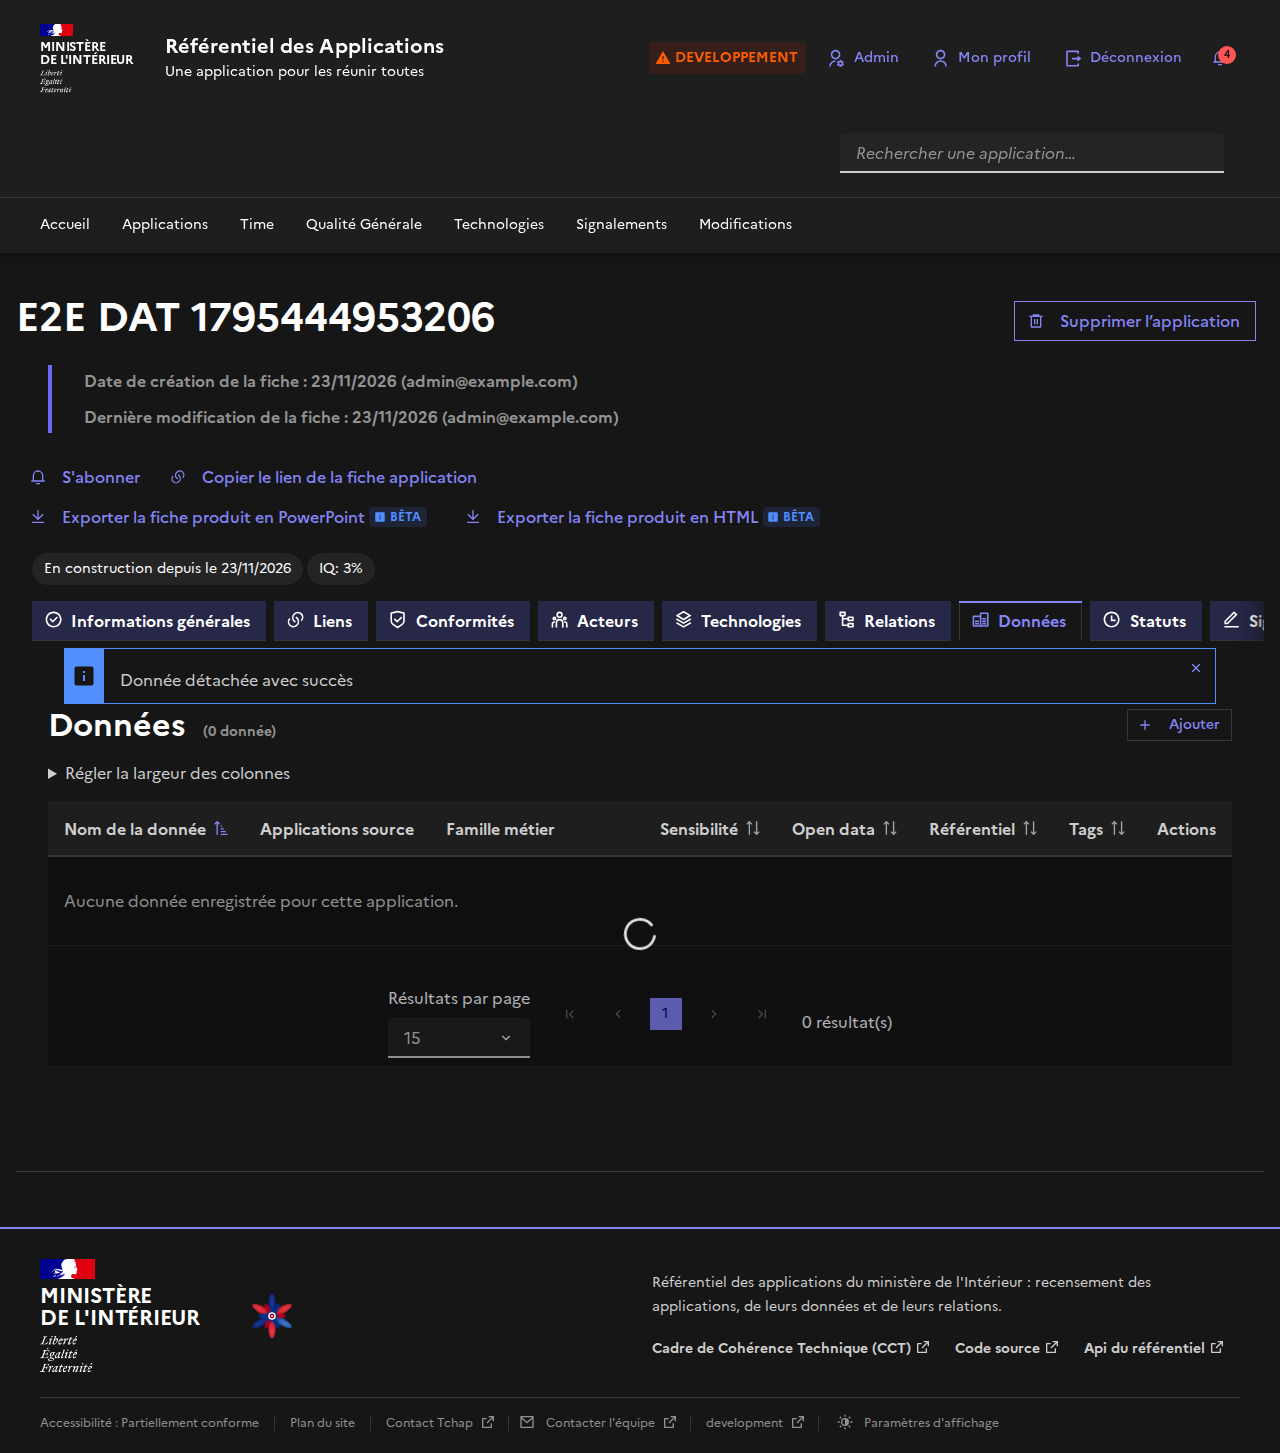 MINISTÈRE
DE L'INTÉRIEUR
Liberté
Égalité
Fraternité
Référentiel des Applications
Une application pour les réunir toutes
DEVELOPPEMENT
Admin
Mon profil
Déconnexion
4
Rechercher une application…
Accueil
Applications
Time
Qualité Générale
Technologies
Signalements
Modifications
E2E DAT 1795444953206
Supprimer l’application
Date de création de la fiche : 23/11/2026 (admin@example.com)
Dernière modification de la fiche : 23/11/2026 (admin@example.com)
S'abonner
Copier le lien de la fiche application
Exporter la fiche produit en PowerPoint
BÊTA
Exporter la fiche produit en HTML
BÊTA
En construction depuis le 23/11/2026
IQ: 3%
Informations générales
Liens
Conformités
Acteurs
Technologies
Relations
Données
Statuts
Donnée détachée avec succès
Données
(0 donnée)
Ajouter
Régler la largeur des colonnes
Nom de la donnée
Applications source
Famille métier
Sensibilité
Open data
Référentiel
Tags
Actions
Aucune donnée enregistrée pour cette application.
Résultats par page
15
1
0 résultat(s)
MINISTÈRE
DE L'INTÉRIEUR
Liberté
Égalité
Fraternité
Référentiel des applications du ministère de l'Intérieur : recensement des
applications, de leurs données et de leurs relations.
Cadre de Cohérence Technique (CCT)
Code source
Api du référentiel
Accessibilité : Partiellement conforme
Plan du site
Contact Tchap
Contacter l'équipe
development
Paramètres d'affichage